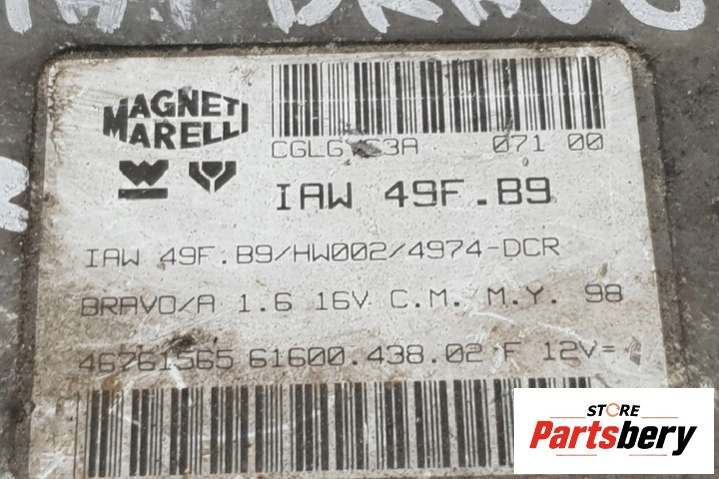 BRAVO
MAGNETI
MARELLI
071 00
IAW 49F.B9
IAW 49F.B9/HW002/4974-DCR
BRAVO/A 1.6 16V C.M. M.Y. 98
46761565 61600.438.02 F 12V=
STORE
Partsbery